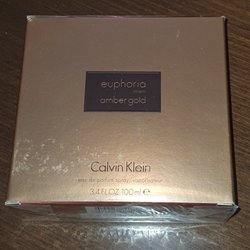 euphoria
men
amber gold
Calvin Klein
eau de parfum spray/vaporisateur
3.4 FL OZ 100 ml ℮